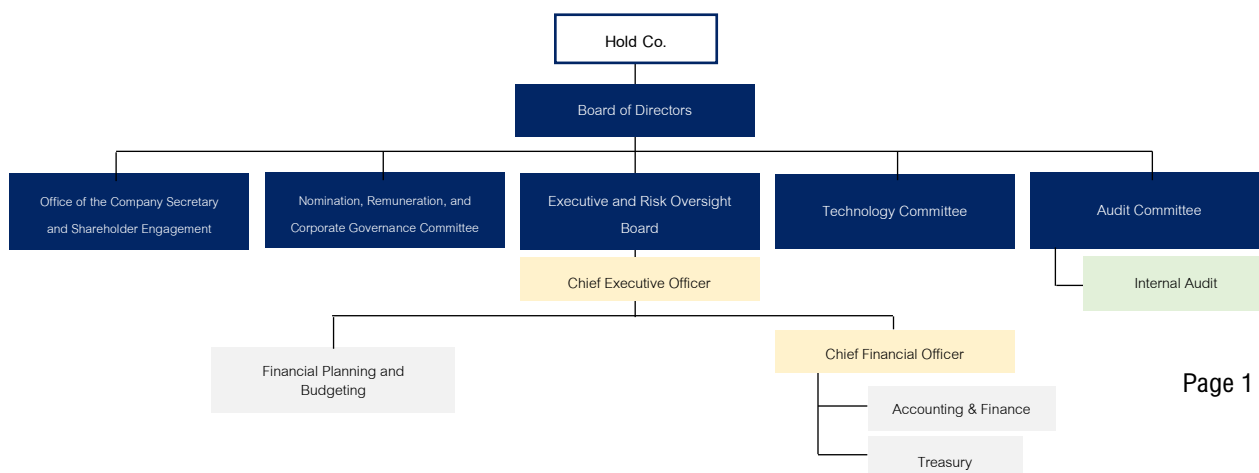 Hold Co.
Board of Directors
Office of the Company Secretary
and Shareholder Engagement
Nomination, Remuneration, and
Corporate Governance Committee
Executive and Risk Oversight
Board
Technology Committee
Audit Committee
Chief Executive Officer
Internal Audit
Financial Planning and
Budgeting
Chief Financial Officer
Accounting & Finance
Treasury
Page 1